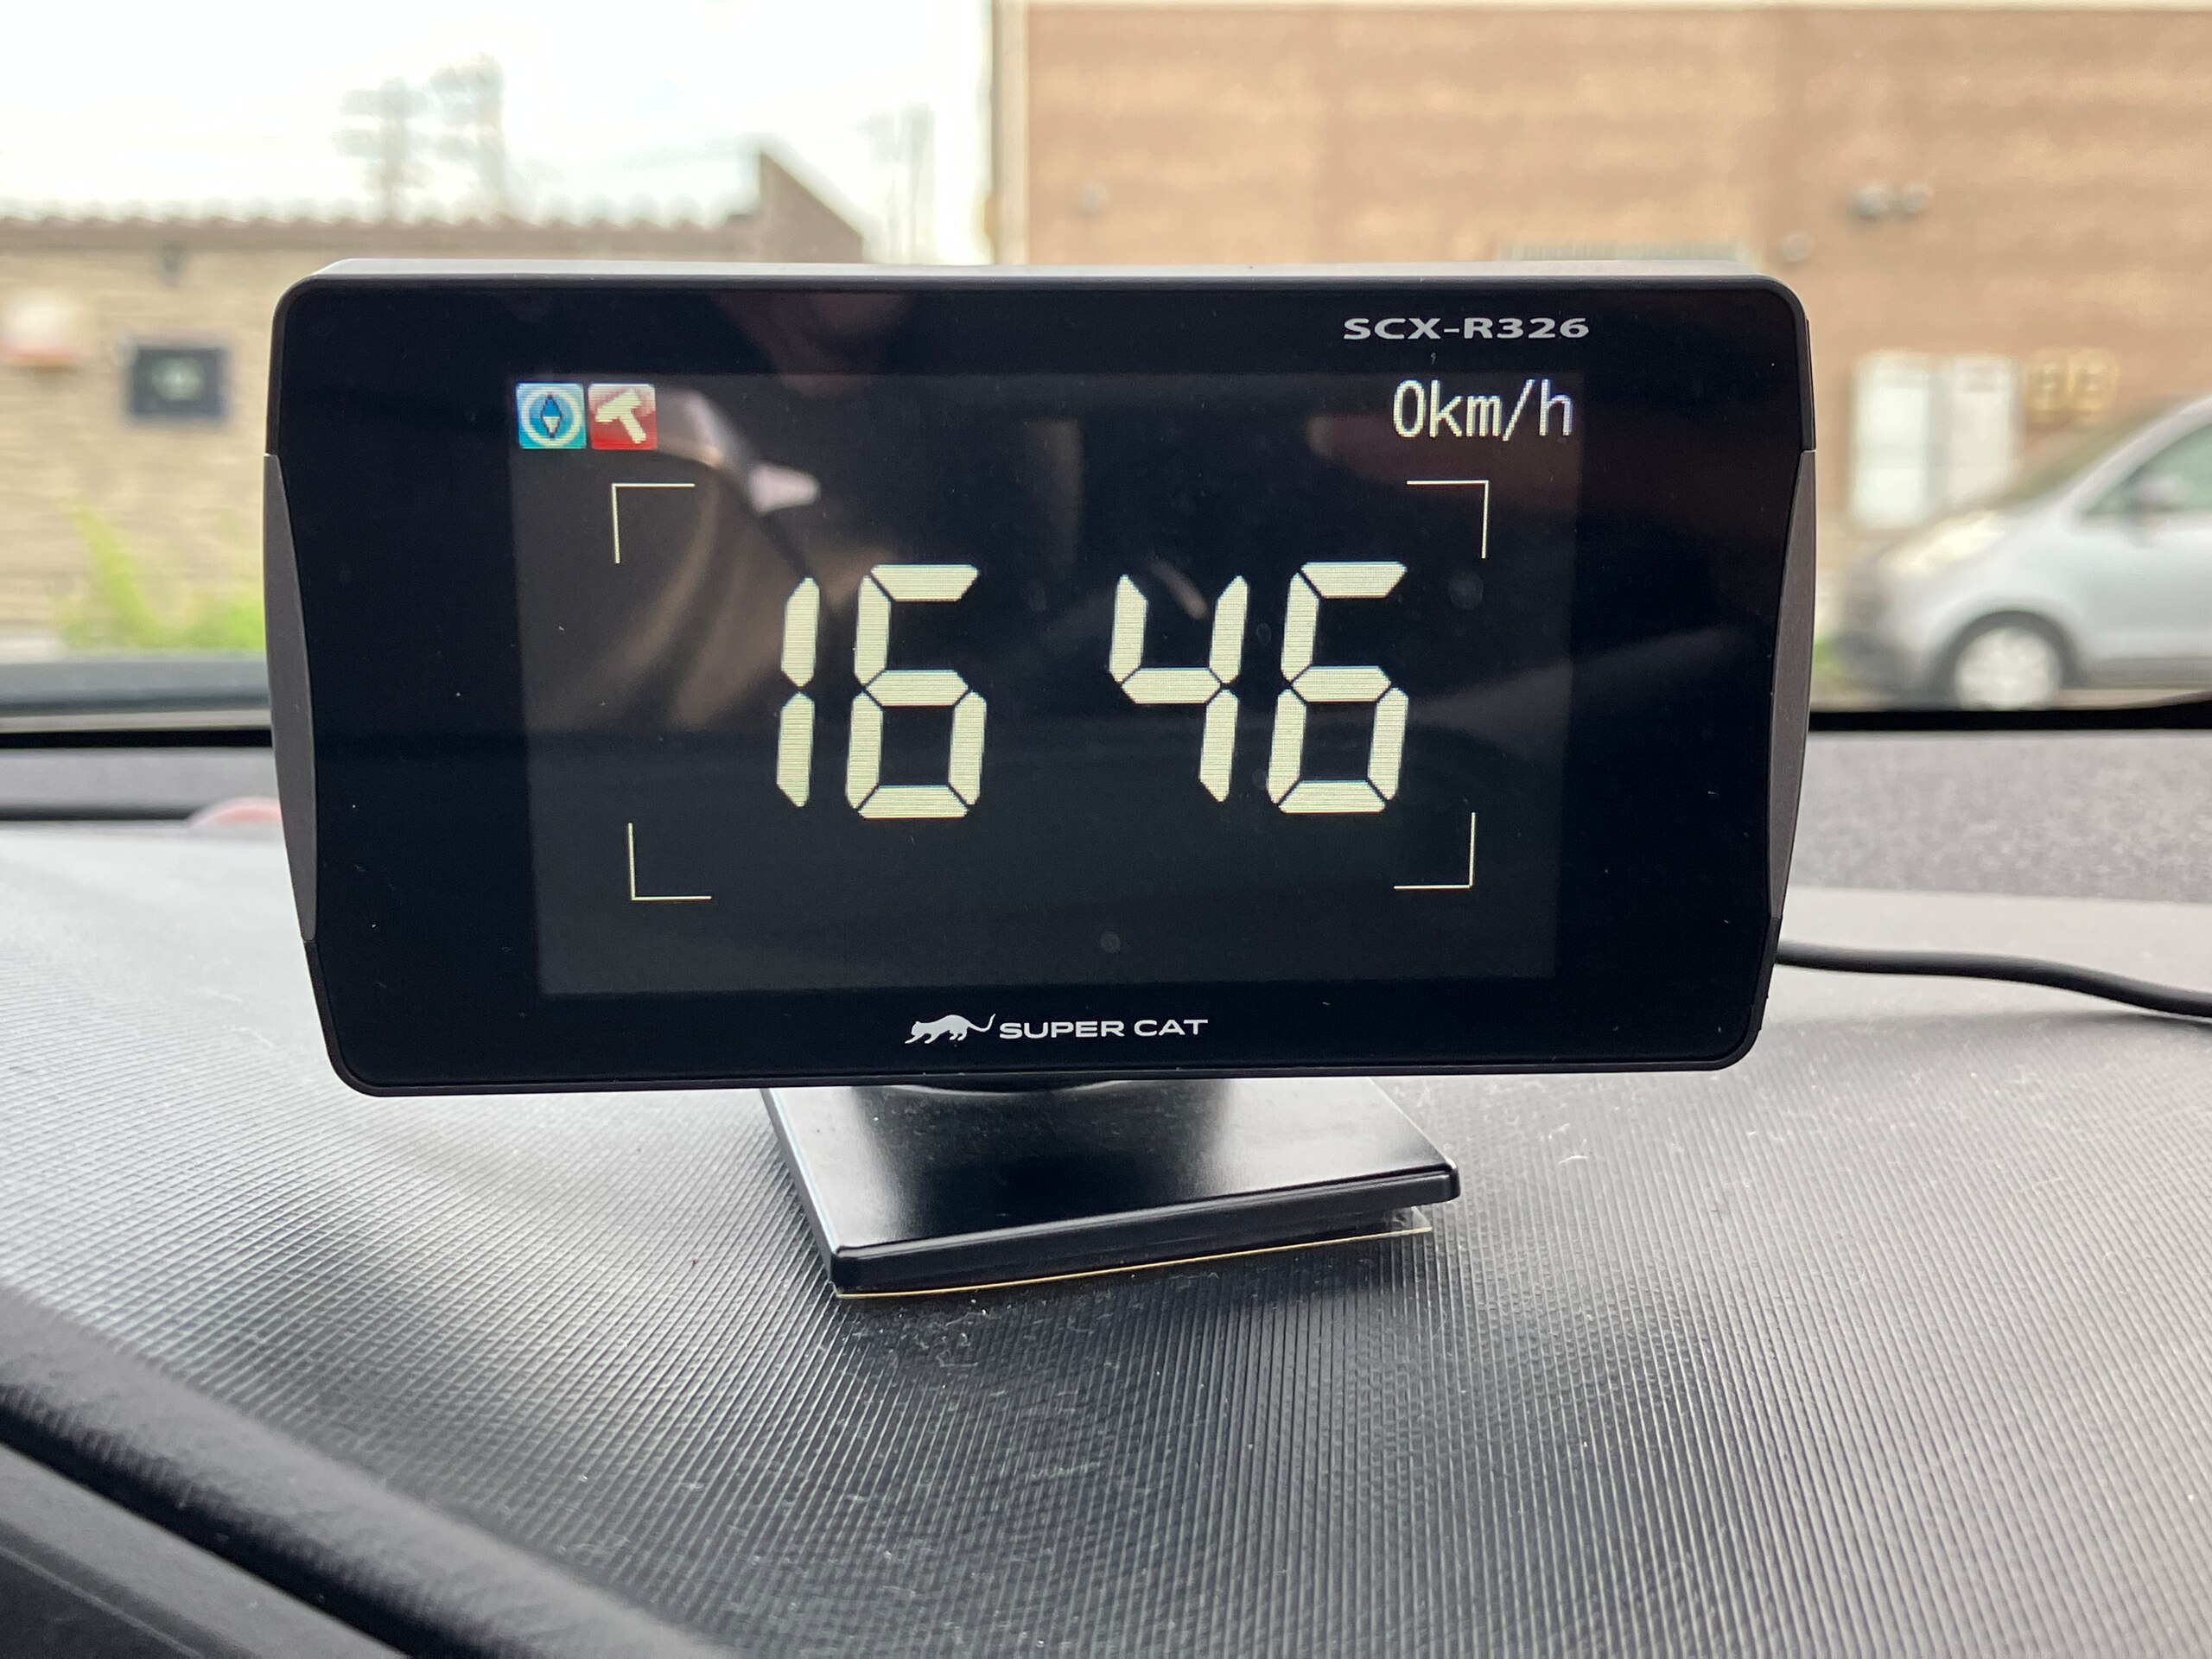 SCX-R326
0km/h
16 46
SUPER CAT